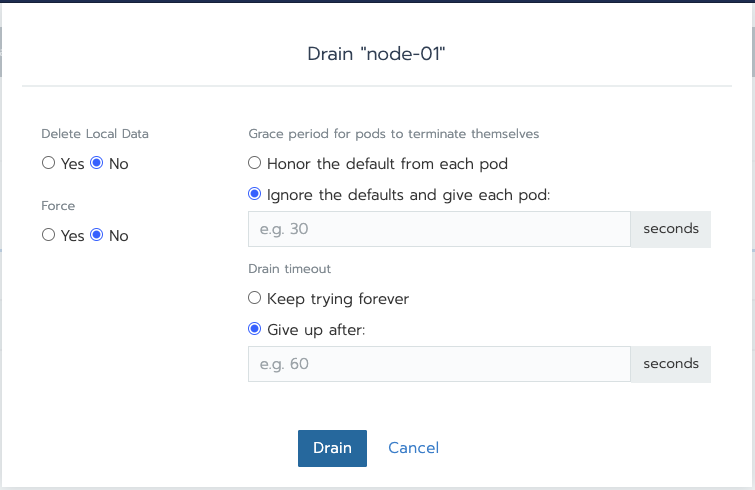 Drain "node-01"
Delete Local Data
Yes No
Force
Yes No
Grace period for pods to terminate themselves
Honor the default from each pod
Ignore the defaults and give each pod:
e.g. 30 seconds
Drain timeout
Keep trying forever
Give up after:
e.g. 60 seconds
Drain Cancel